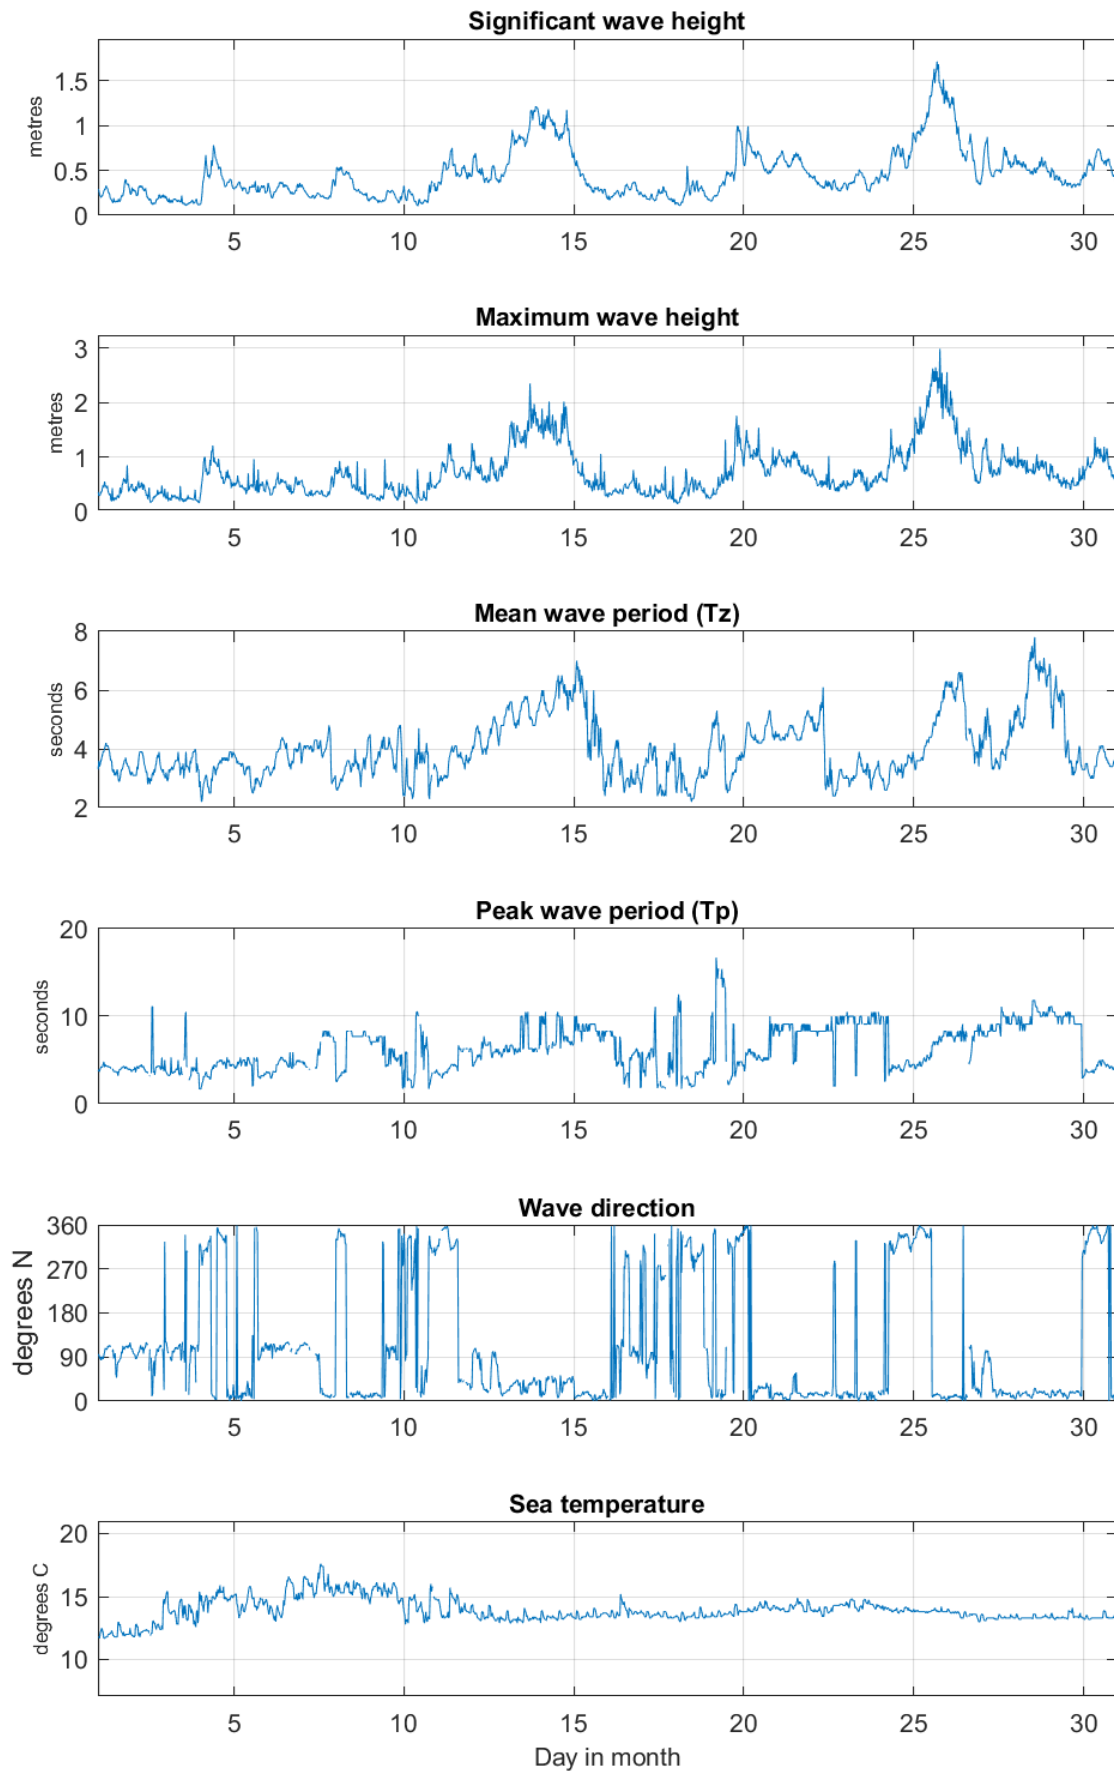 Significant wave height
metres
1.5
1
0.5
0
5 10 15 20 25 30
Maximum wave height
metres
3
2
1
0
5 10 15 20 25 30
Mean wave period (Tz)
seconds
8
6
4
2
5 10 15 20 25 30
Peak wave period (Tp)
seconds
20
10
0
5 10 15 20 25 30
Wave direction
degrees N
360
270
180
90
0
5 10 15 20 25 30
Sea temperature
degrees C
20
15
10
5 10 15 20 25 30
Day in month